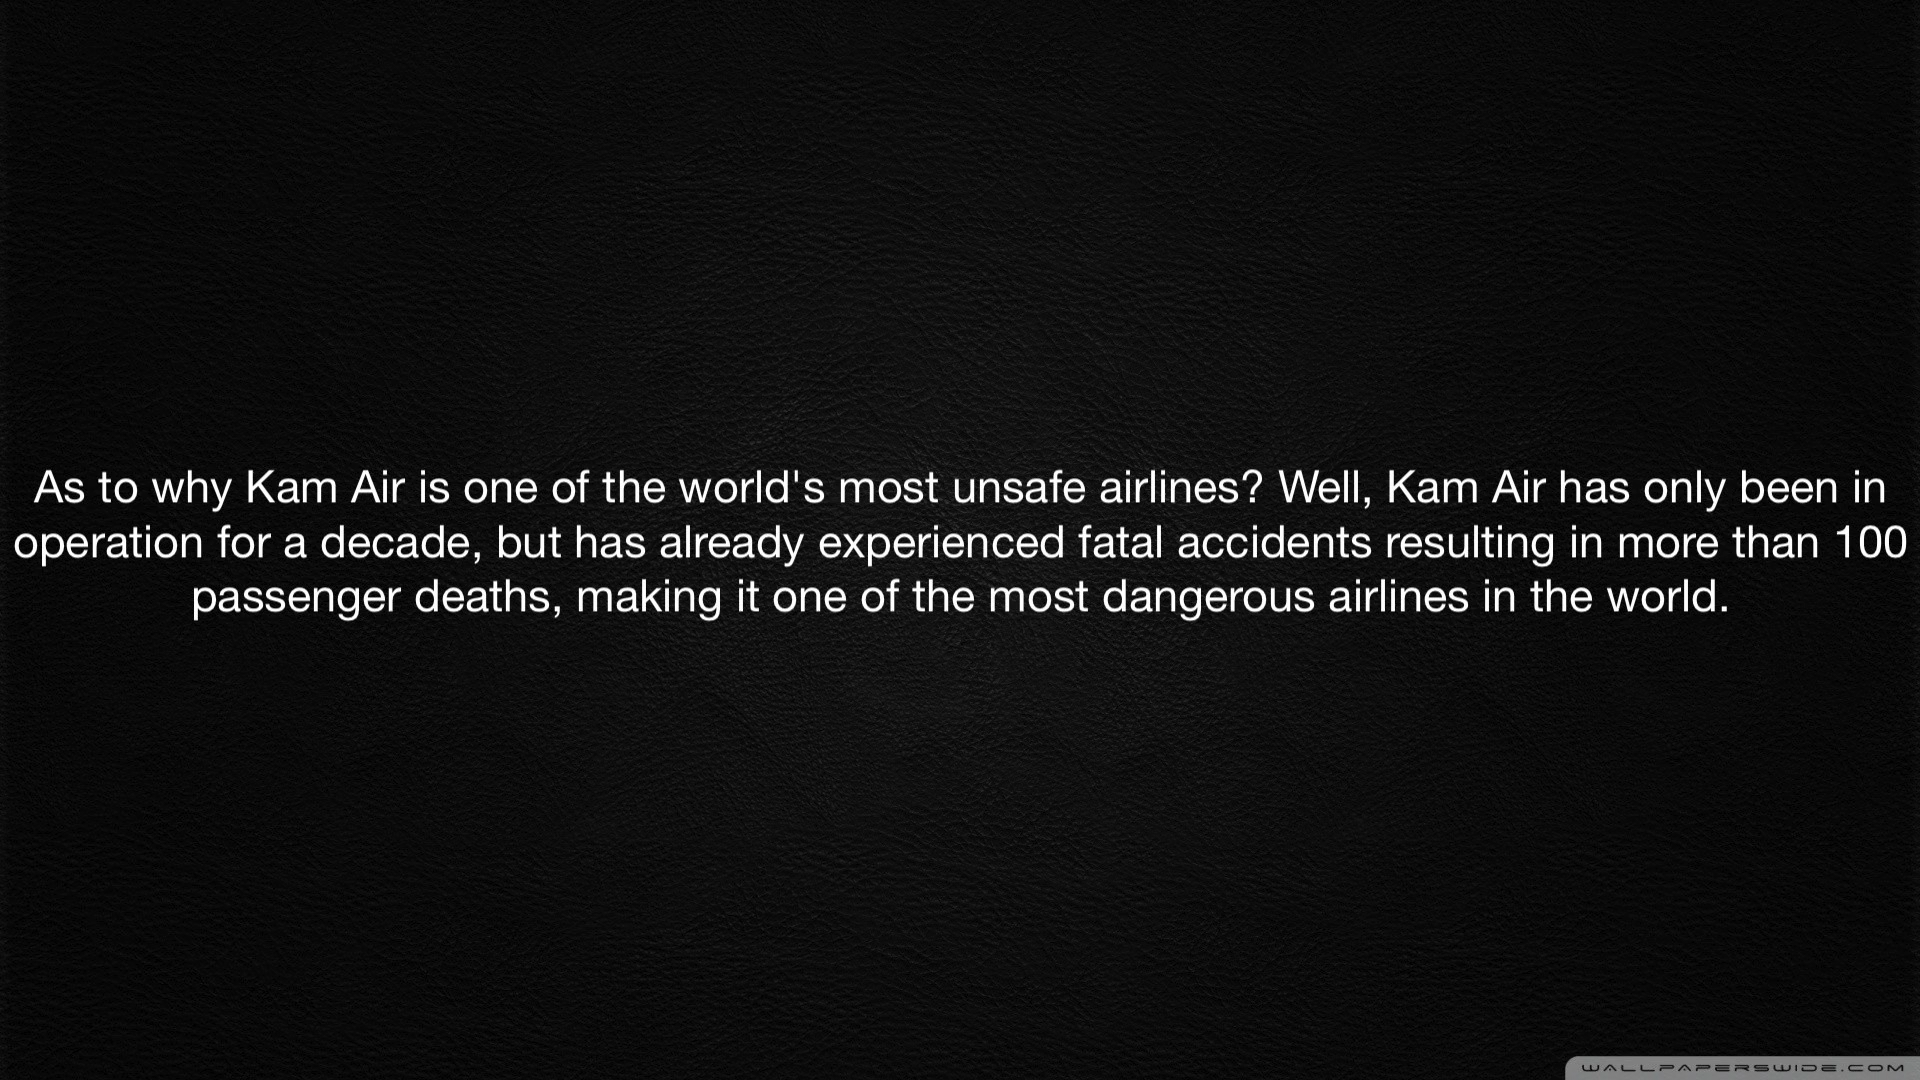 As to why Kam Air is one of the world's most unsafe airlines? Well, Kam Air has only been in
operation for a decade, but has already experienced fatal accidents resulting in more than 100
passenger deaths, making it one of the most dangerous airlines in the world.
WALLPAPERSWIDE.COM